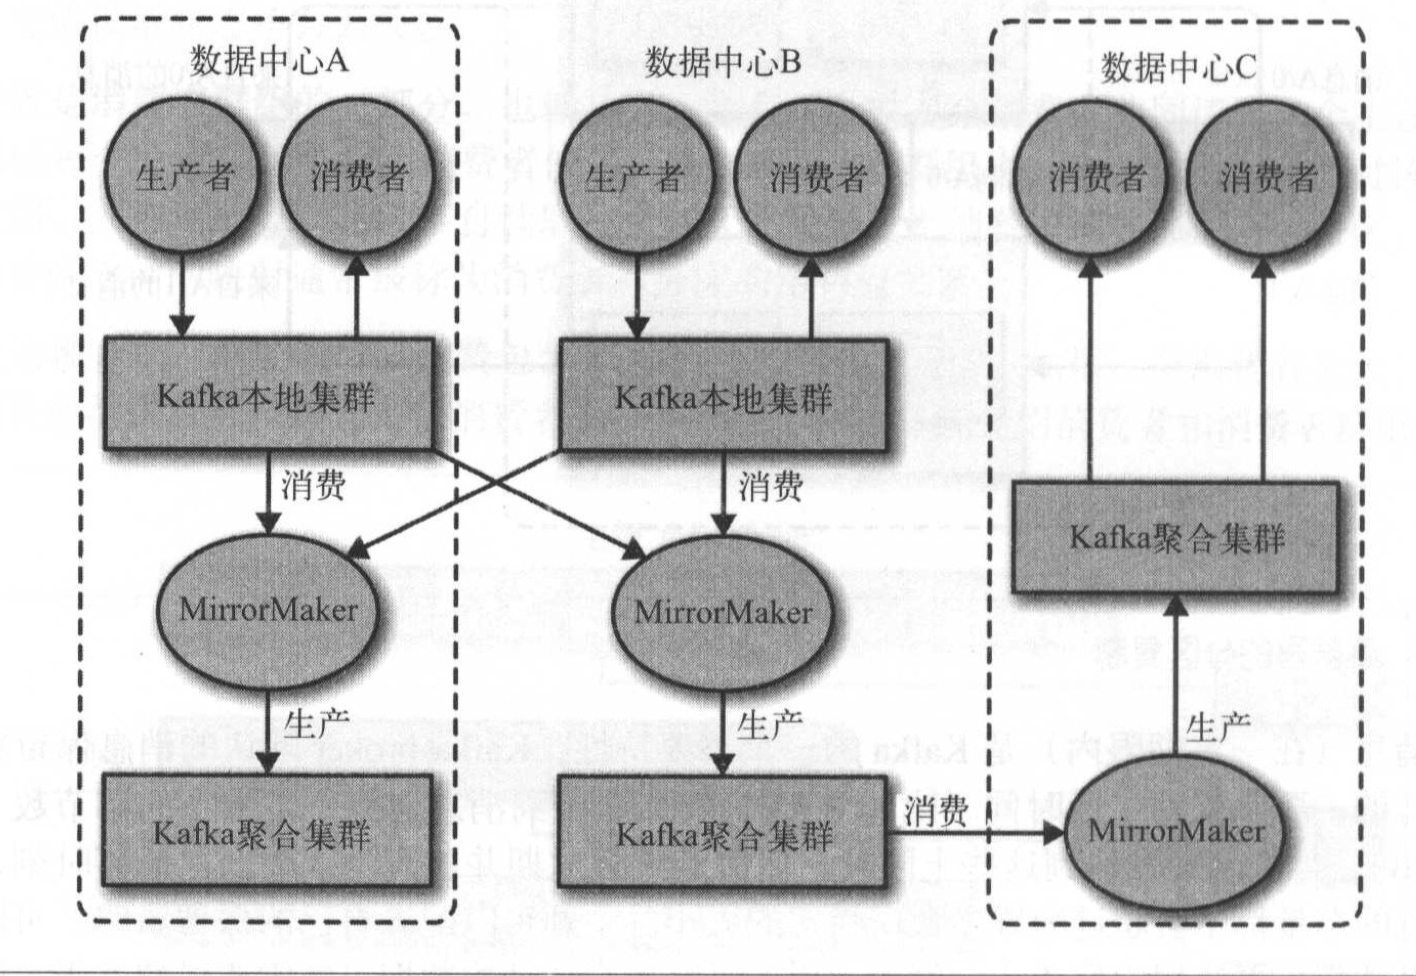 数据中心A
数据中心B
数据中心C
生产者
消费者
生产者
消费者
消费者
消费者
Kafka本地集群
Kafka本地集群
消费
消费
Kafka聚合集群
MirrorMaker
MirrorMaker
生产
生产
生产
Kafka聚合集群
Kafka聚合集群
消费
MirrorMaker